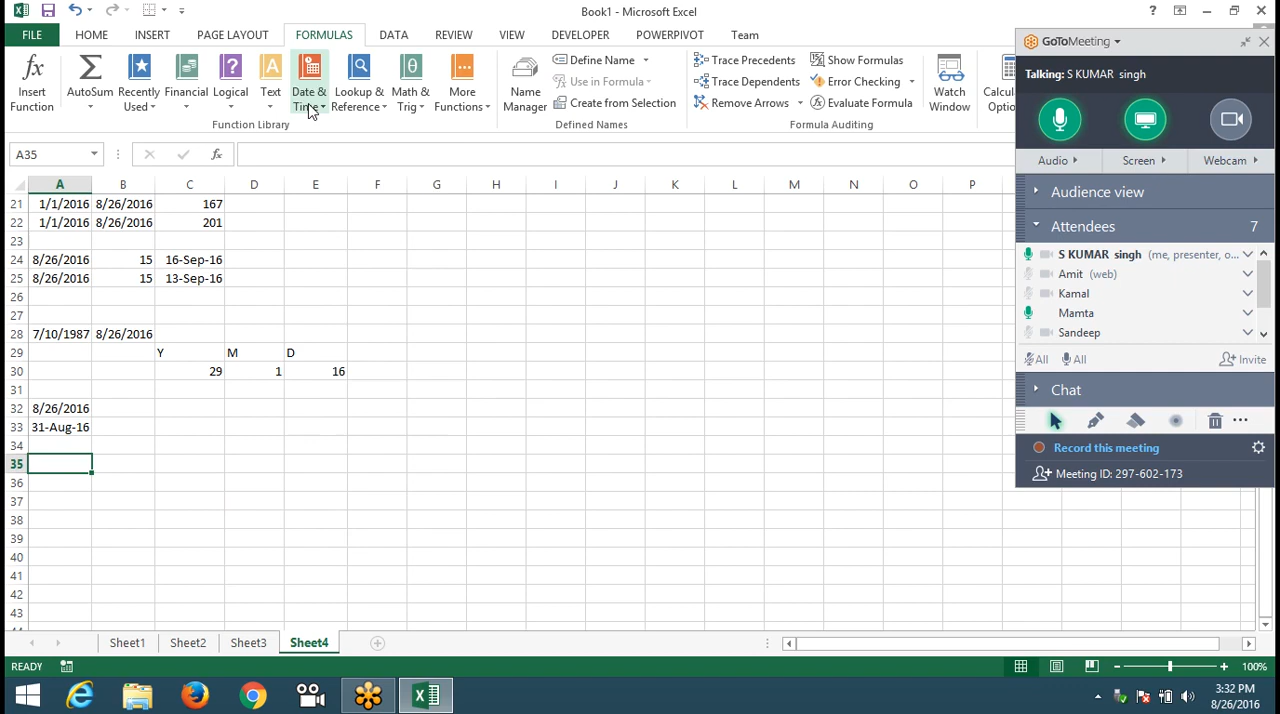 Book1 - Microsoft Excel
FILE HOME INSERT PAGE LAYOUT FORMULAS DATA REVIEW VIEW DEVELOPER POWERPIVOT Team
Insert Function
AutoSum
Recently Used
Financial
Logical
Text
Date & Time
Lookup & Reference
Math & Trig
More Functions
Function Library
Name Manager
Define Name
Use in Formula
Create from Selection
Defined Names
Trace Precedents
Trace Dependents
Remove Arrows
Show Formulas
Error Checking
Evaluate Formula
Formula Auditing
Watch Window
Calcul
Optio
A35
fx
A B C D E F G H I J K L M N O P
21 1/1/2016 8/26/2016 167
22 1/1/2016 8/26/2016 201
23
24 8/26/2016 15 16-Sep-16
25 8/26/2016 15 13-Sep-16
26
27
28 7/10/1987 8/26/2016
29 Y M D
30 29 1 16
31
32 8/26/2016
33 31-Aug-16
34
35
36
37
38
39
40
41
42
43
Sheet1 Sheet2 Sheet3 Sheet4
READY
100%
3:32 PM
8/26/2016
GoToMeeting
Talking: S KUMAR singh
Audio Screen Webcam
Audience view
Attendees 7
S KUMAR singh (me, presenter, o...
Amit (web)
Kamal
Mamta
Sandeep
All All Invite
Chat
Record this meeting
Meeting ID: 297-602-173